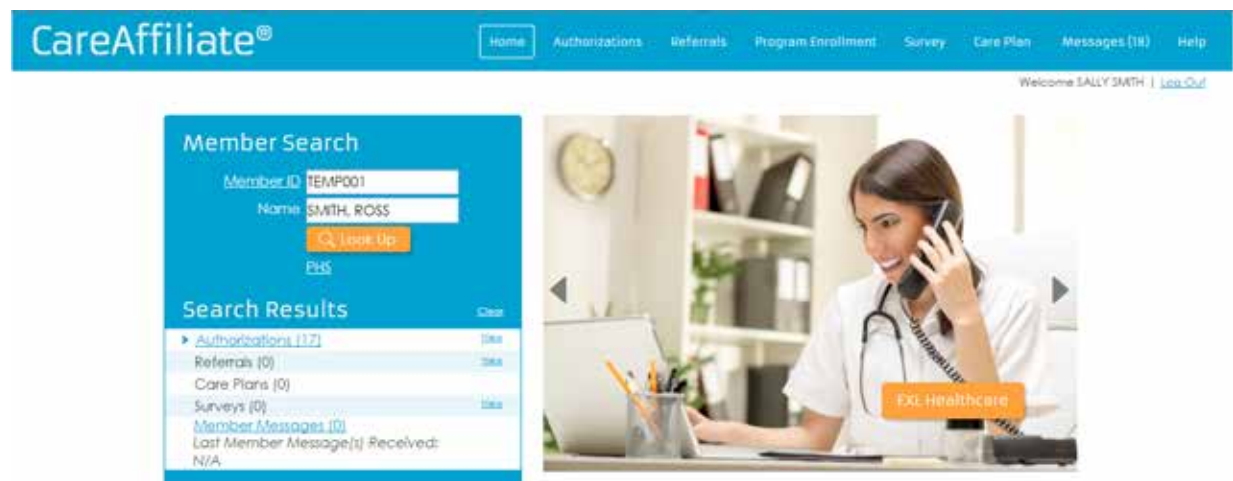 CareAffiliate®
Home Authorizations Referrals Program Enrollment Survey Care Plan Messages (18) Help
Welcome SALLY SMITH | Log Out
Member Search
Member ID TEMP001
Name SMITH, ROSS
Look Up
PHS
Search Results Clear
Authorizations (17)
Referrals (0)
Care Plans (0)
Surveys (0)
Member Messages (0)
Last Member Message(s) Received:
N/A
EXL Healthcare